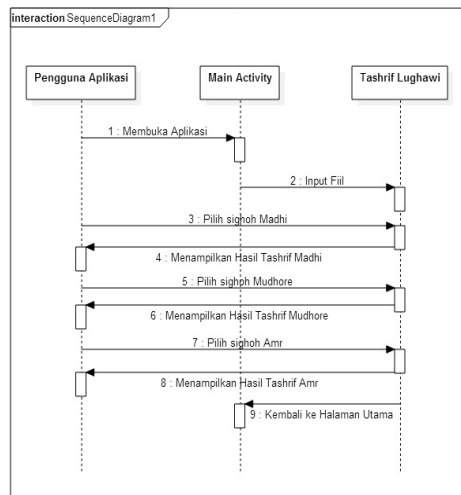 interaction SequenceDiagram1
Pengguna Aplikasi
Main Activity
Tashrif Lughawi
1 : Membuka Aplikasi
2 : Input Fiil
3 : Pilih sighoh Madhi
4 : Menampilkan Hasil Tashrif Madhi
5 : Pilih sighoh Mudhore
6 : Menampilkan Hasil Tashrif Mudhore
7 : Pilih sighoh Amr
8 : Menampilkan Hasil Tashrif Amr
9 : Kembali ke Halaman Utama